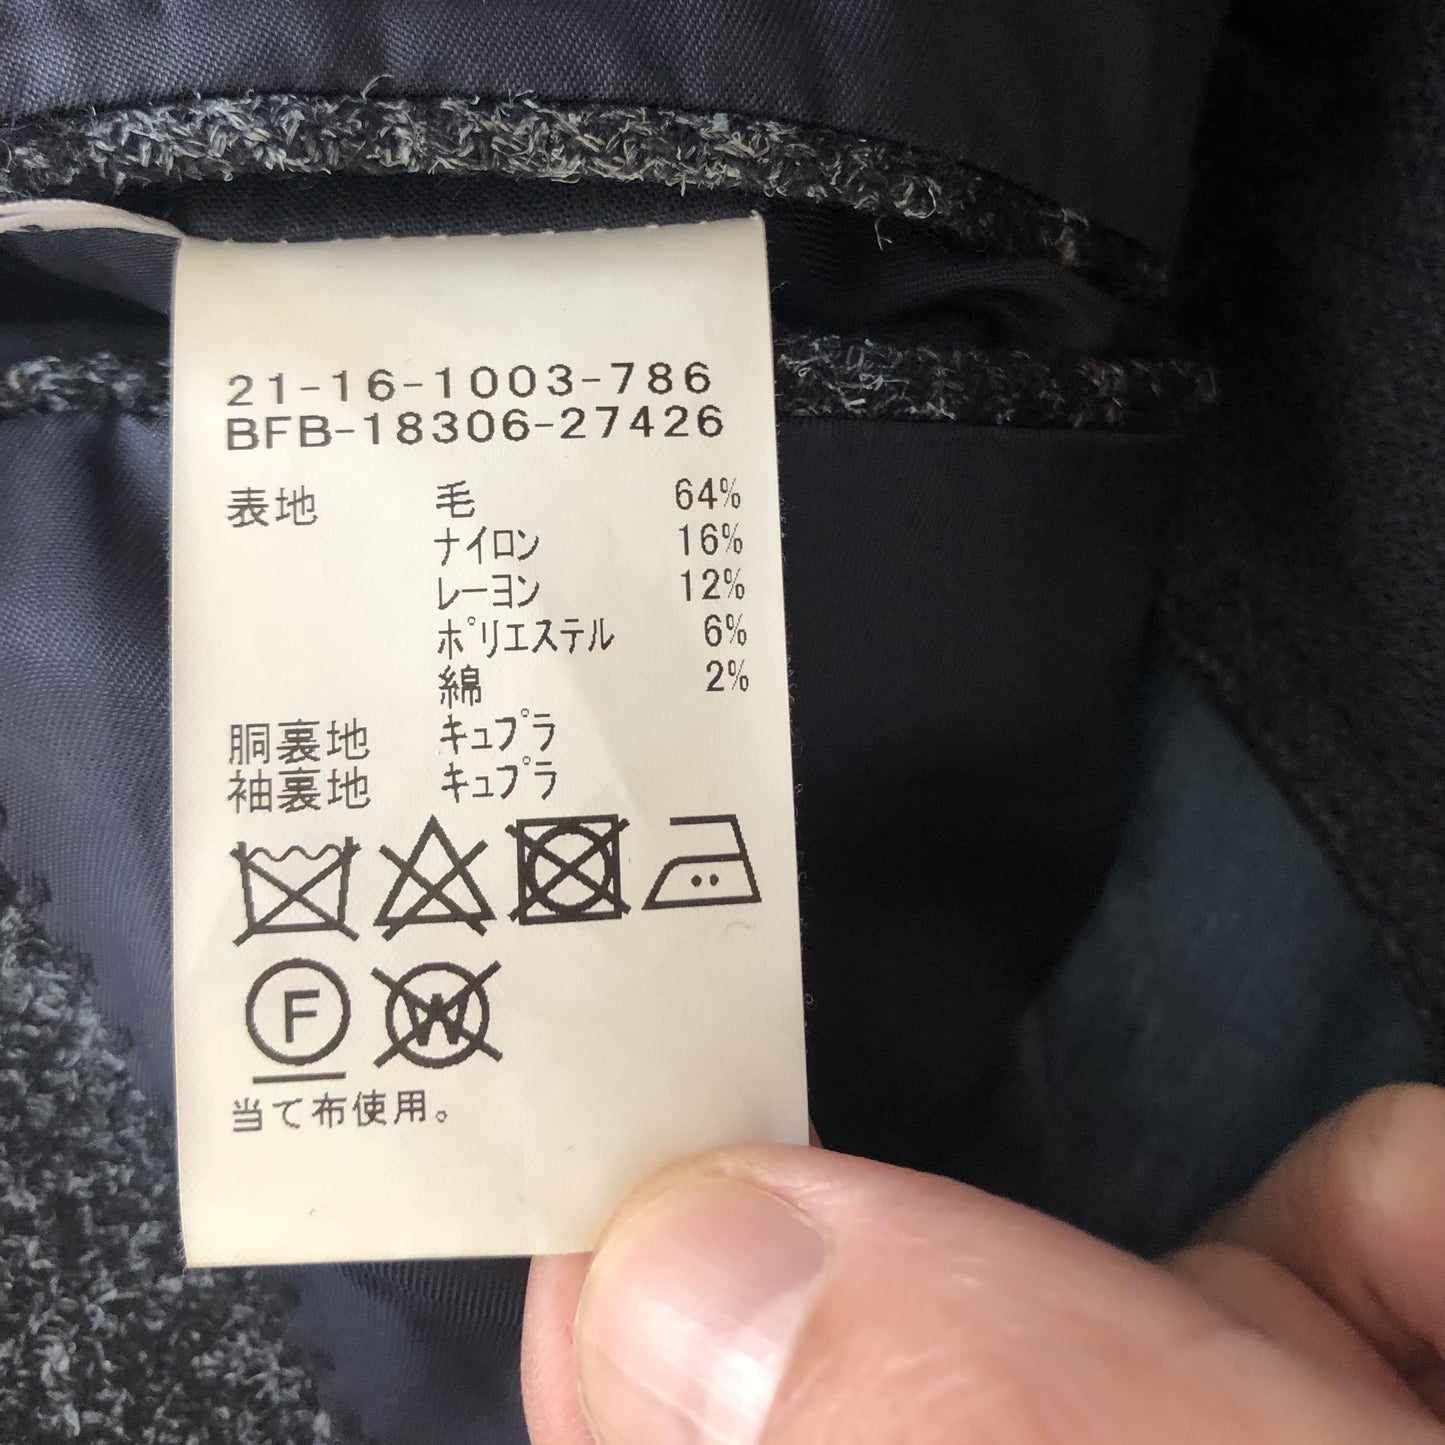 21-16-1003-786
BFB-18306-27426
表地 毛 64%
ナイロン 16%
レーヨン 12%
ポリエステル 6%
綿 2%
胴裏地 キュプラ
袖裏地 キュプラ
F W
当て布使用。